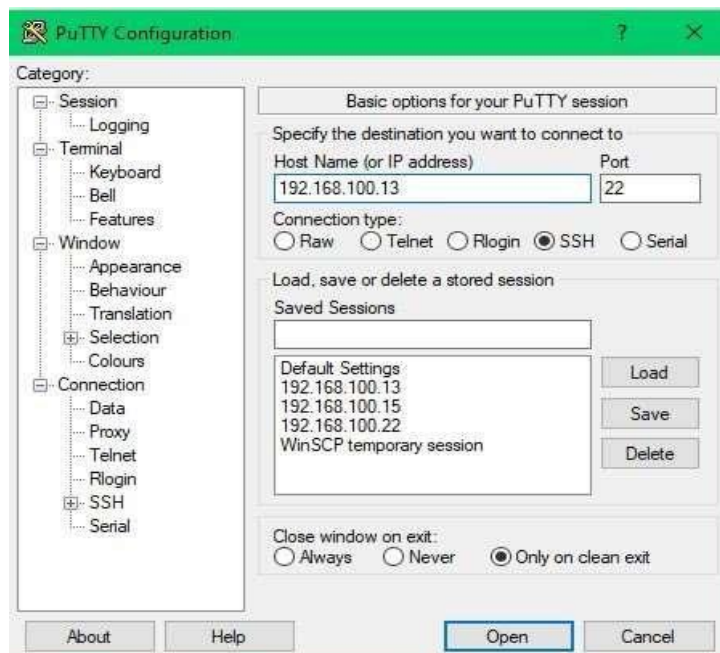 PuTTY Configuration ? ×
Category:
Session
Logging
Terminal
Keyboard
Bell
Features
Window
Appearance
Behaviour
Translation
Selection
Colours
Connection
Data
Proxy
Telnet
Rlogin
SSH
Serial
Basic options for your PuTTY session
Specify the destination you want to connect to
Host Name (or IP address) Port
192.168.100.13 22
Connection type:
Raw Telnet Rlogin SSH Serial
Load, save or delete a stored session
Saved Sessions
Default Settings
192.168.100.13
192.168.100.15
192.168.100.22
WinSCP temporary session
Load
Save
Delete
Close window on exit:
Always Never Only on clean exit
About Help Open Cancel